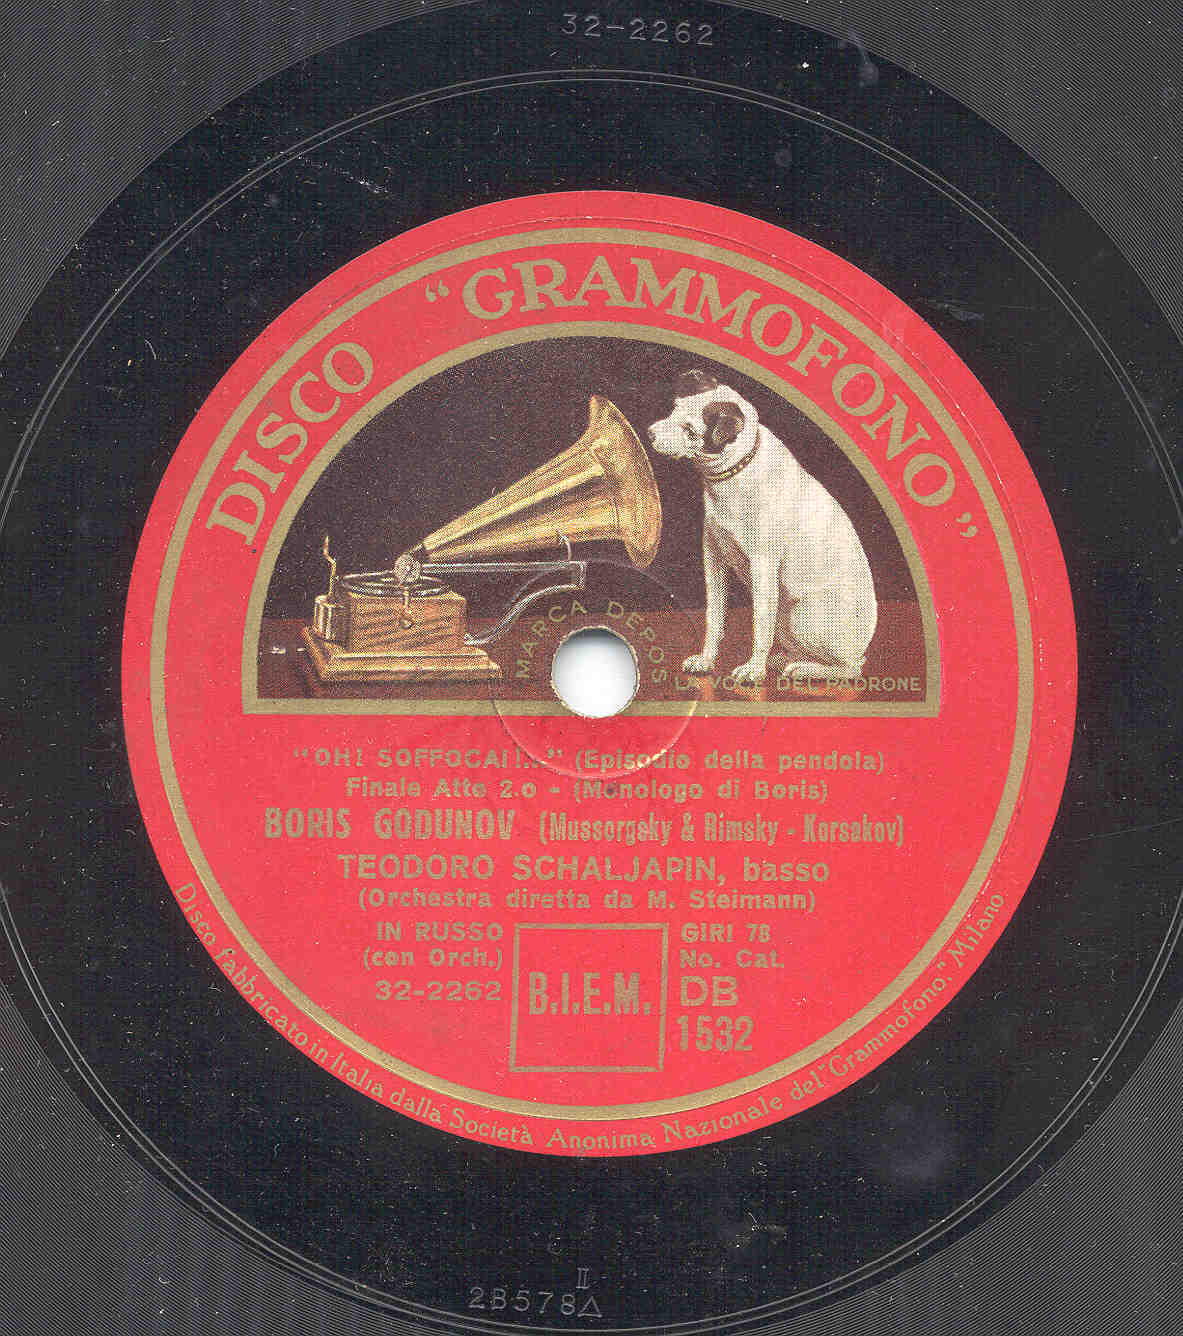 32-2262
DISCO "GRAMMOFONO"
MARCA DEPOS
LA VOCE DEL PADRONE
"OH! (Episodio della pendola)
Finale Atto 2.o - (Monologo di Boris)
BORIS GODUNOV (Mussorgsky & Rimsky - Korsakov)
TEODORO SCHALJAPIN, basso
(Orchestra diretta da M. Steimann)
IN RUSSO
(con Orch.)
32-2262
B.I.E.M.
GIRI 78
No. Cat.
DB
1532
Disco fabbricato in Italia dalla Società Anonima Nazionale del "Grammofono." Milano
II
2B578△